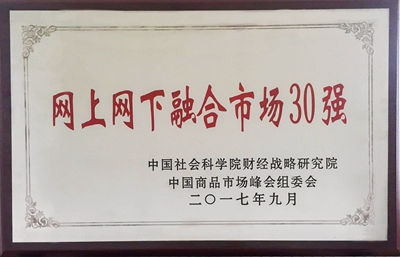 网上网下融合市场30强
中国社会科学院财经战略研究院
中国商品市场峰会组委会
二〇一七年九月